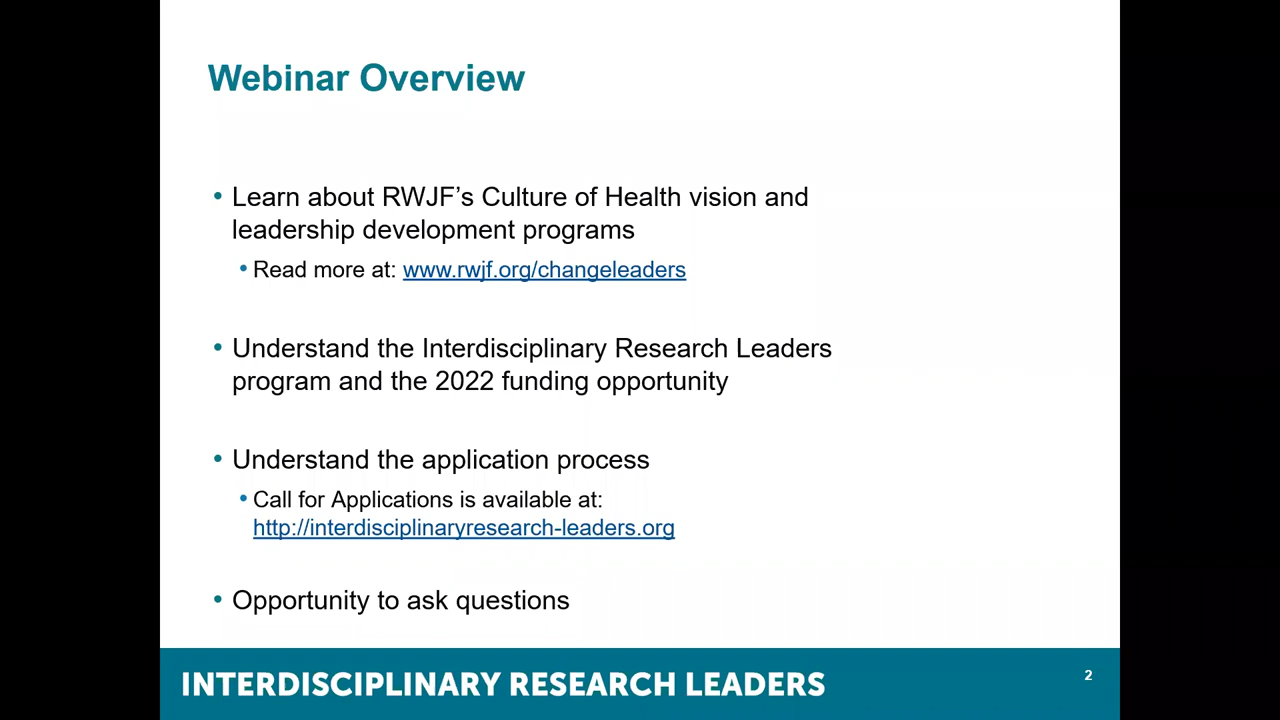 Webinar Overview
• Learn about RWJF’s Culture of Health vision and
leadership development programs
• Read more at: www.rwjf.org/changeleaders
• Understand the Interdisciplinary Research Leaders
program and the 2022 funding opportunity
• Understand the application process
• Call for Applications is available at:
http://interdisciplinaryresearch-leaders.org
• Opportunity to ask questions
INTERDISCIPLINARY RESEARCH LEADERS
2